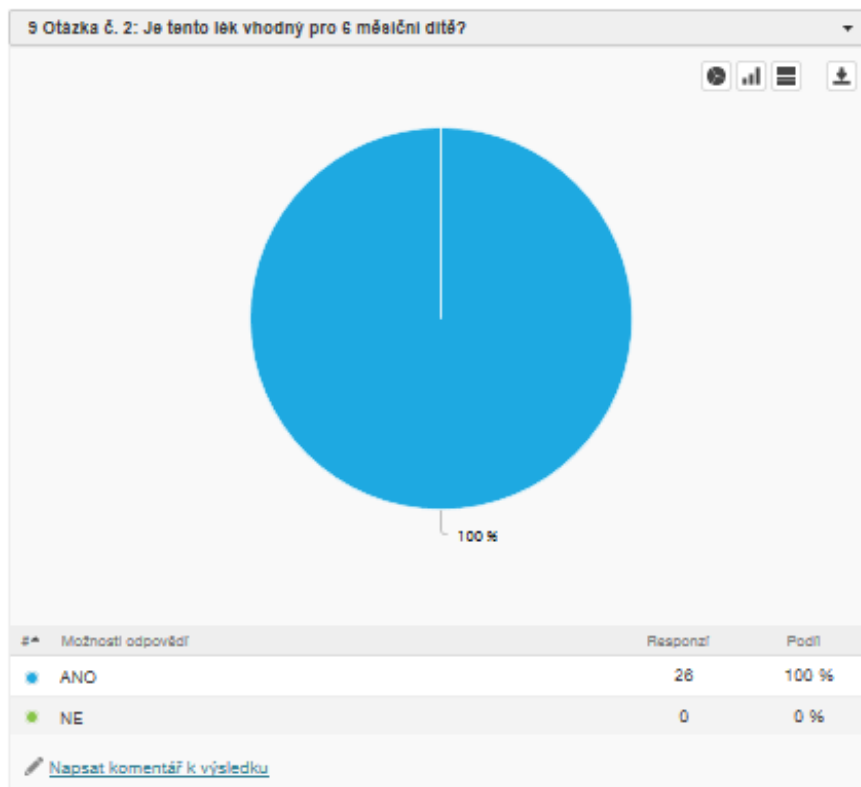 9 Otázka č. 2: Je tento lék vhodný pro 6 měsíční dítě?
100 %
# Možnosti odpovědí Responzí Podíl
ANO 26 100 %
NE 0 0 %
Napsat komentář k výsledku